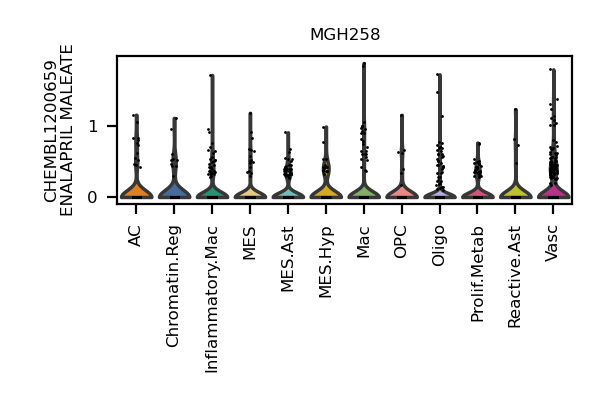 MGH258
CHEMBL1200659
ENALAPRIL MALEATE
1
0
AC
Chromatin.Reg
Inflammatory.Mac
MES
MES.Ast
MES.Hyp
Mac
OPC
Oligo
Prolif.Metab
Reactive.Ast
Vasc